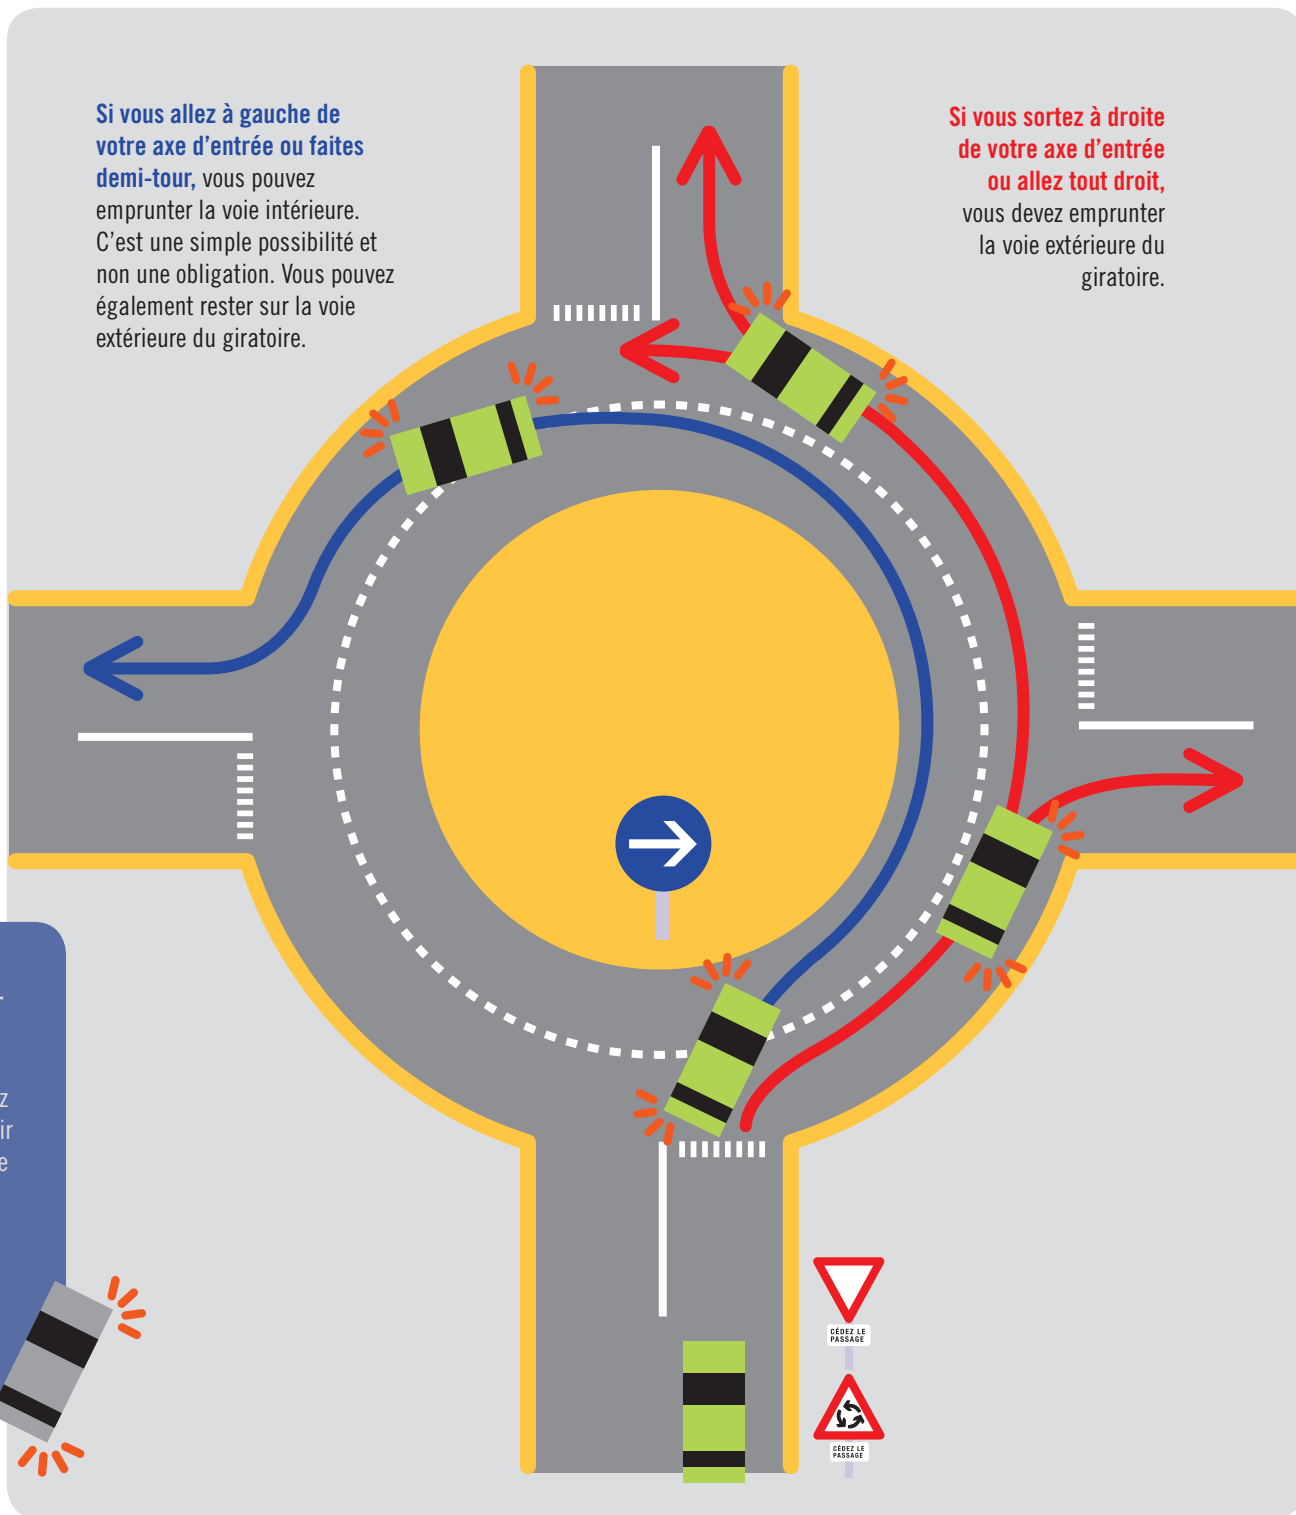 Si vous allez à gauche de
votre axe d'entrée ou faites
demi-tour, vous pouvez
emprunter la voie intérieure.
C'est une simple possibilité et
non une obligation. Vous pouvez
également rester sur la voie
extérieure du giratoire.
Si vous sortez à droite
de votre axe d'entrée
ou allez tout droit,
vous devez emprunter
la voie extérieure du
giratoire.
z
ir
e
CÉDEZ LE
PASSAGE
CÉDEZ LE
PASSAGE